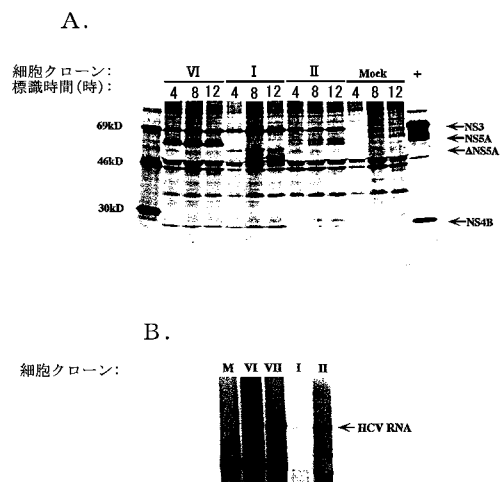 A.
細胞クローン: VI I II Mock +
標識時間(時): 4 8 12 4 8 12 4 8 12 4 8 12
69kD
←NS3
←NS5A
←ΔNS5A
46kD
30kD
←NS4B
B.
細胞クローン: M VI VII I II
←HCV RNA